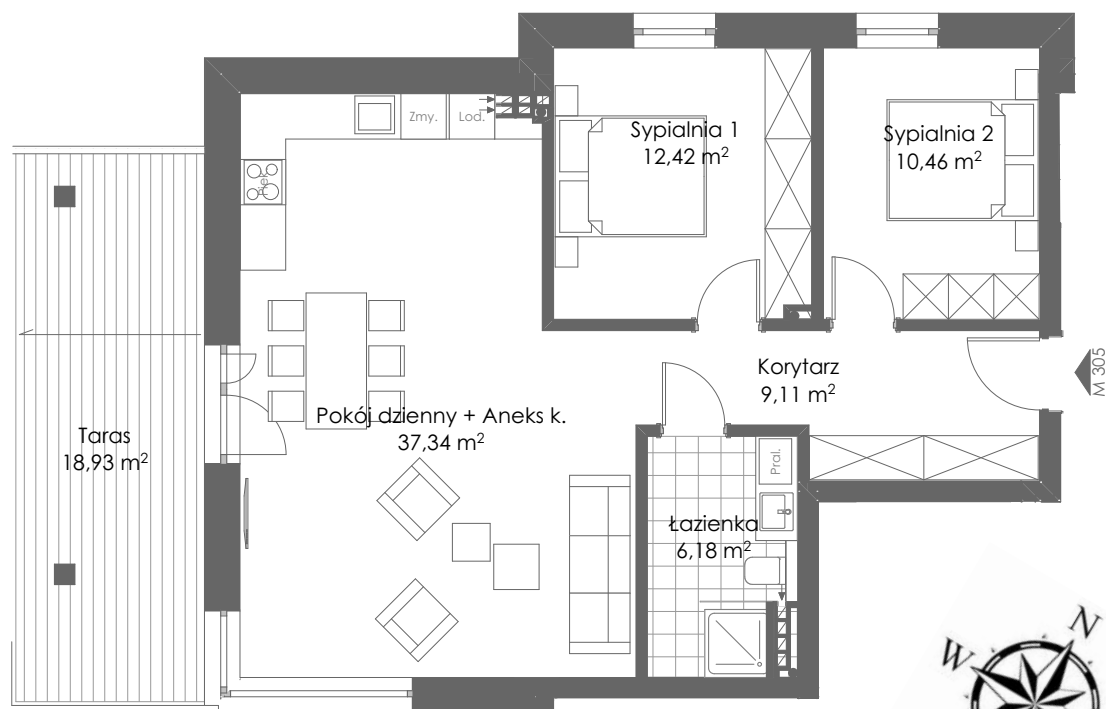 Zmy.
Lod.
Sypialnia 1
12,42 m²
Sypialnia 2
10,46 m²
Piek
Korytarz
9,11 m²
M 305
Pokój dzienny + Aneks k.
37,34 m²
Taras
18,93 m²
Pral.
Łazienka
6,18 m²
N
W